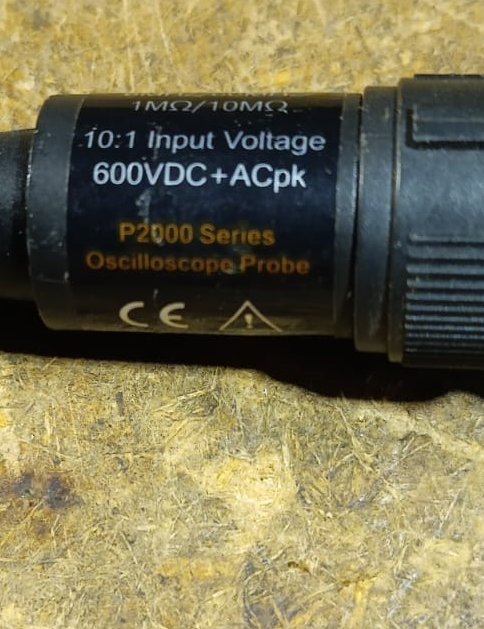 1MΩ/10MΩ
10:1 Input Voltage
600VDC+ACpk
P2000 Series
Oscilloscope Probe
CE